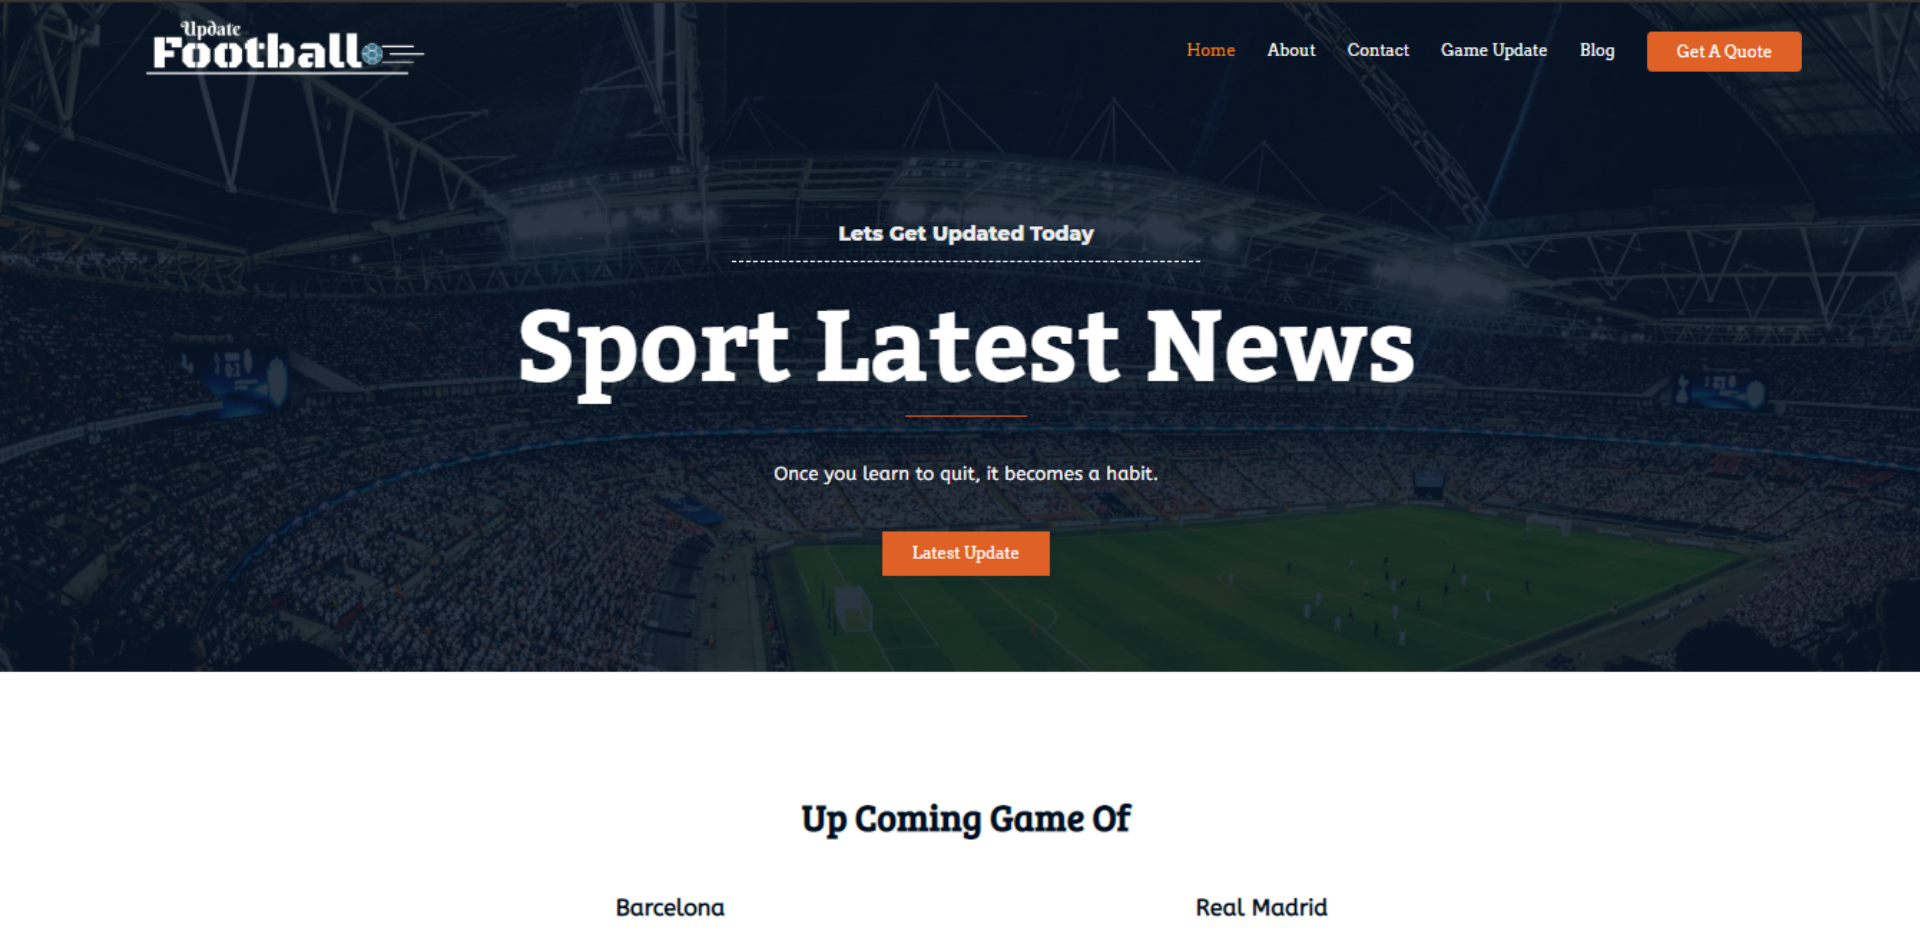 Update
Football
Home About Contact Game Update Blog Get A Quote
Lets Get Updated Today
Sport Latest News
Once you learn to quit, it becomes a habit.
Latest Update
Up Coming Game Of
Barcelona Real Madrid